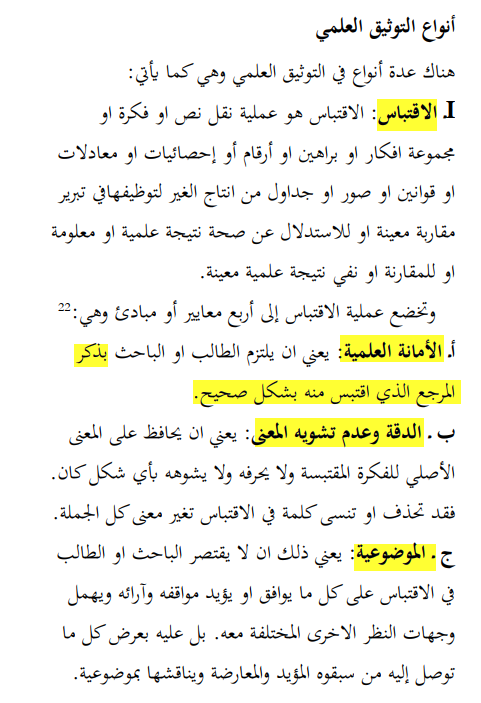 أنواع التوثيق العلمي
هناك عدة أنواع في التوثيق العلمي وهي كما يأتي:
I. الاقتباس: الاقتباس هو عملية نقل نص او فكرة او
مجموعة افكار او براهين او أرقام أو إحصائيات او معادلات
او قوانين او صور او جداول من انتاج الغير لتوظيفهافي تبرير
مقاربة معينة او للاستدلال عن صحة نتيجة علمية او معلومة
او للمقارنة او نفي نتيجة علمية معينة.
وتخضع عملية الاقتباس إلى أربع معايير أو مبادئ وهي:22
أ. الأمانة العلمية: يعني ان يلتزم الطالب او الباحث بذكر
المرجع الذي اقتبس منه بشكل صحيح.
ب . الدقة وعدم تشويه المعنى: يعني ان يحافظ على المعنى
الأصلي للفكرة المقتبسة ولا يحرفه ولا يشوهه بأي شكل كان.
فقد تحذف او تنسى كلمة في الاقتباس تغير معنى كل الجملة.
ج . الموضوعية: يعني ذلك ان لا يقتصر الباحث او الطالب
في الاقتباس على كل ما يوافق او يؤيد مواقفه وآرائه ويهمل
وجهات النظر الاخرى المختلفة معه. بل عليه بعرض كل ما
توصل إليه من سبقوه المؤيد والمعارضة ويناقشها بموضوعية.